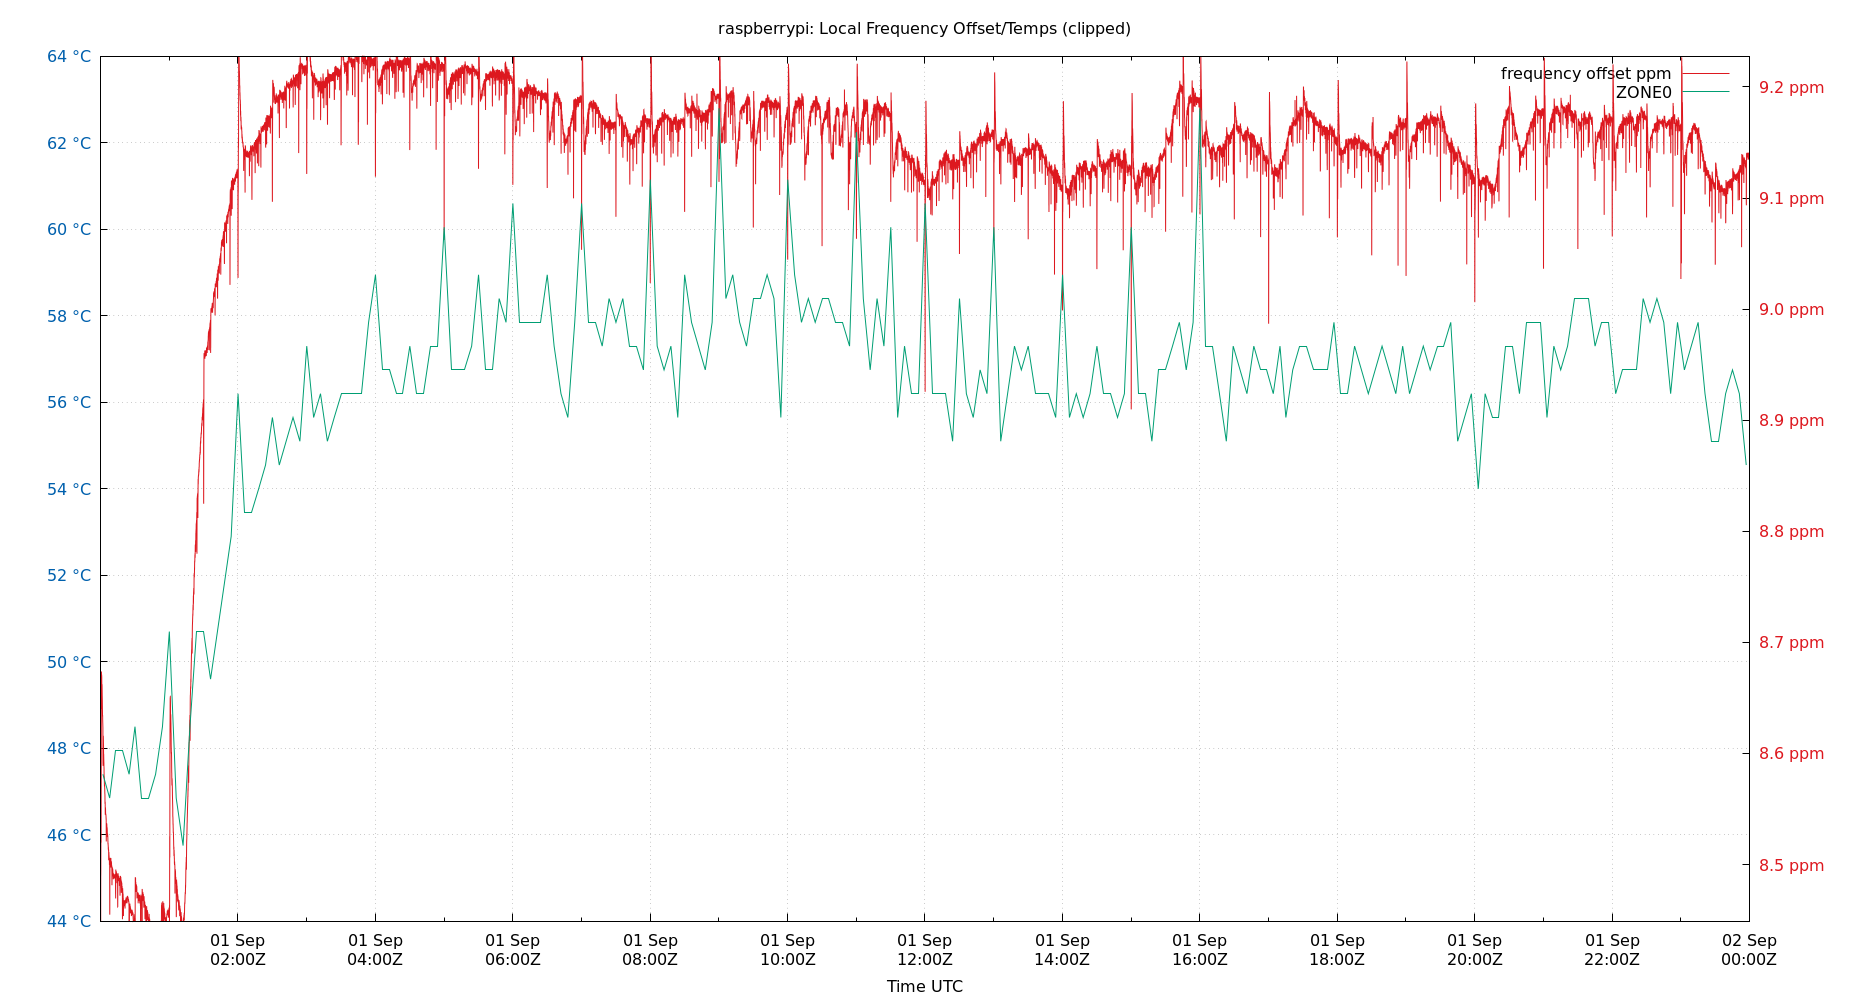 raspberrypi: Local Frequency Offset/Temps (clipped)
64 °C
62 °C
60 °C
58 °C
56 °C
54 °C
52 °C
50 °C
48 °C
46 °C
44 °C
frequency offset ppm
ZONE0
9.2 ppm
9.1 ppm
9.0 ppm
8.9 ppm
8.8 ppm
8.7 ppm
8.6 ppm
8.5 ppm
01 Sep 01 Sep 01 Sep 01 Sep 01 Sep 01 Sep 01 Sep 01 Sep 01 Sep 01 Sep 01 Sep 02 Sep
02:00Z 04:00Z 06:00Z 08:00Z 10:00Z 12:00Z 14:00Z 16:00Z 18:00Z 20:00Z 22:00Z 00:00Z
Time UTC